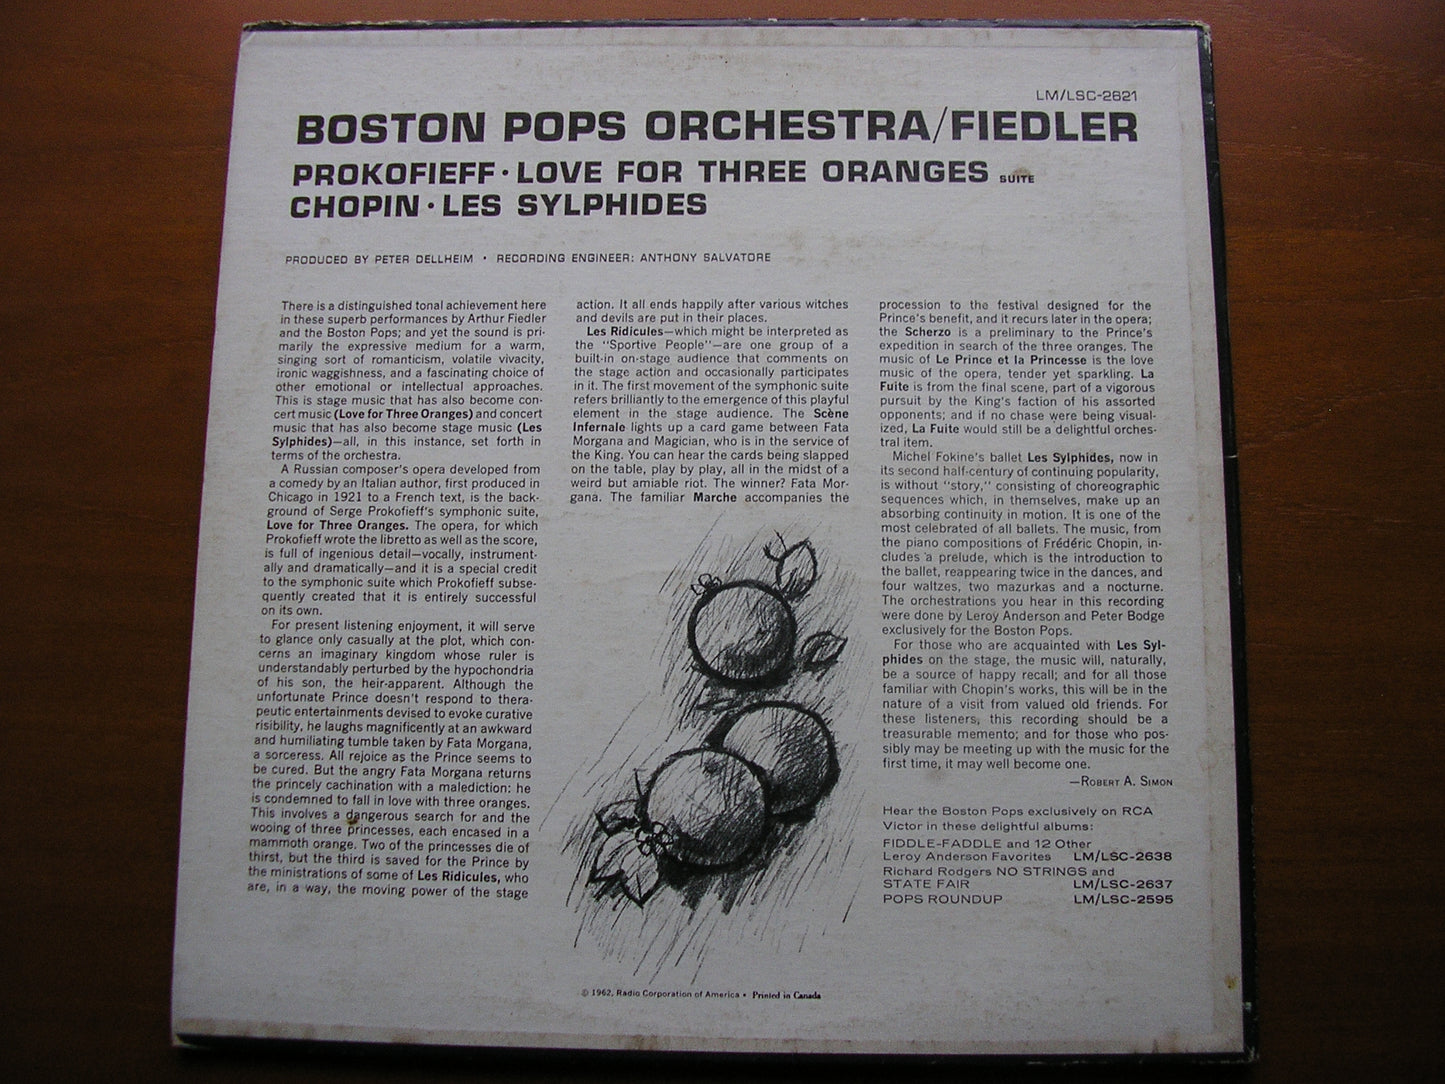 LM/LSC-2621
BOSTON POPS ORCHESTRA/FIEDLER
PROKOFIEFF · LOVE FOR THREE ORANGES SUITE
CHOPIN · LES SYLPHIDES
PRODUCED BY PETER DELLHEIM • RECORDING ENGINEER: ANTHONY SALVATORE
There is a distinguished tonal achievement here
in these superb performances by Arthur Fiedler
and the Boston Pops; and yet the sound is pri-
marily the expressive medium for a warm,
singing sort of romanticism, volatile vivacity,
ironic waggishness, and a fascinating choice of
other emotional or intellectual approaches.
This is stage music that has also become con-
cert music (Love for Three Oranges) and concert
music that has also become stage music (Les
Sylphides)—all, in this instance, set forth in
terms of the orchestra.
A Russian composer's opera developed from
a comedy by an Italian author, first produced in
Chicago in 1921 to a French text, is the back-
ground of Serge Prokofieff's symphonic suite,
Love for Three Oranges. The opera, for which
Prokofieff wrote the libretto as well as the score,
is full of ingenious detail—vocally, instrument-
ally and dramatically—and it is a special credit
to the symphonic suite which Prokofieff subse-
quently created that it is entirely successful
on its own.
For present listening enjoyment, it will serve
to glance only casually at the plot, which con-
cerns an imaginary kingdom whose ruler is
understandably perturbed by the hypochondria
of his son, the heir-apparent. Although the
unfortunate Prince doesn't respond to thera-
peutic entertainments devised to evoke curative
risibility, he laughs magnificently at an awkward
and humiliating tumble taken by Fata Morgana,
a sorceress. All rejoice as the Prince seems to
be cured. But the angry Fata Morgana returns
the princely cachination with a malediction: he
is condemned to fall in love with three oranges.
This involves a dangerous search for and the
wooing of three princesses, each encased in a
mammoth orange. Two of the princesses die of
thirst, but the third is saved for the Prince by
the ministrations of some of Les Ridicules, who
are, in a way, the moving power of the stage
action. It all ends happily after various witches
and devils are put in their places.
Les Ridicules—which might be interpreted as
the "Sportive People"—are one group of a
built-in on-stage audience that comments on
the stage action and occasionally participates
in it. The first movement of the symphonic suite
refers brilliantly to the emergence of this playful
element in the stage audience. The Scène
Infernale lights up a card game between Fata
Morgana and Magician, who is in the service of
the King. You can hear the cards being slapped
on the table, play by play, all in the midst of a
weird but amiable riot. The winner? Fata Mor-
gana. The familiar Marche accompanies the
procession to the festival designed for the
Prince's benefit, and it recurs later in the opera;
the Scherzo is a preliminary to the Prince's
expedition in search of the three oranges. The
music of Le Prince et la Princesse is the love
music of the opera, tender yet sparkling. La
Fuite is from the final scene, part of a vigorous
pursuit by the King's faction of his assorted
opponents; and if no chase were being visual-
ized, La Fuite would still be a delightful orches-
tral item.
Michel Fokine's ballet Les Sylphides, now in
its second half-century of continuing popularity,
is without "story," consisting of choreographic
sequences which, in themselves, make up an
absorbing continuity in motion. It is one of the
most celebrated of all ballets. The music, from
the piano compositions of Frédéric Chopin, in-
cludes a prelude, which is the introduction to
the ballet, reappearing twice in the dances, and
four waltzes, two mazurkas and a nocturne.
The orchestrations you hear in this recording
were done by Leroy Anderson and Peter Bodge
exclusively for the Boston Pops.
For those who are acquainted with Les Syl-
phides on the stage, the music will, naturally,
be a source of happy recall; and for all those
familiar with Chopin's works, this will be in the
nature of a visit from valued old friends. For
these listeners, this recording should be a
treasurable memento; and for those who pos-
sibly may be meeting up with the music for the
first time, it may well become one.
—ROBERT A. SIMON
Hear the Boston Pops exclusively on RCA
Victor in these delightful albums:
FIDDLE-FADDLE and 12 Other
Leroy Anderson Favorites LM/LSC-2638
Richard Rodgers NO STRINGS and
STATE FAIR LM/LSC-2637
POPS ROUNDUP LM/LSC-2595
© 1962, Radio Corporation of America • Printed in Canada